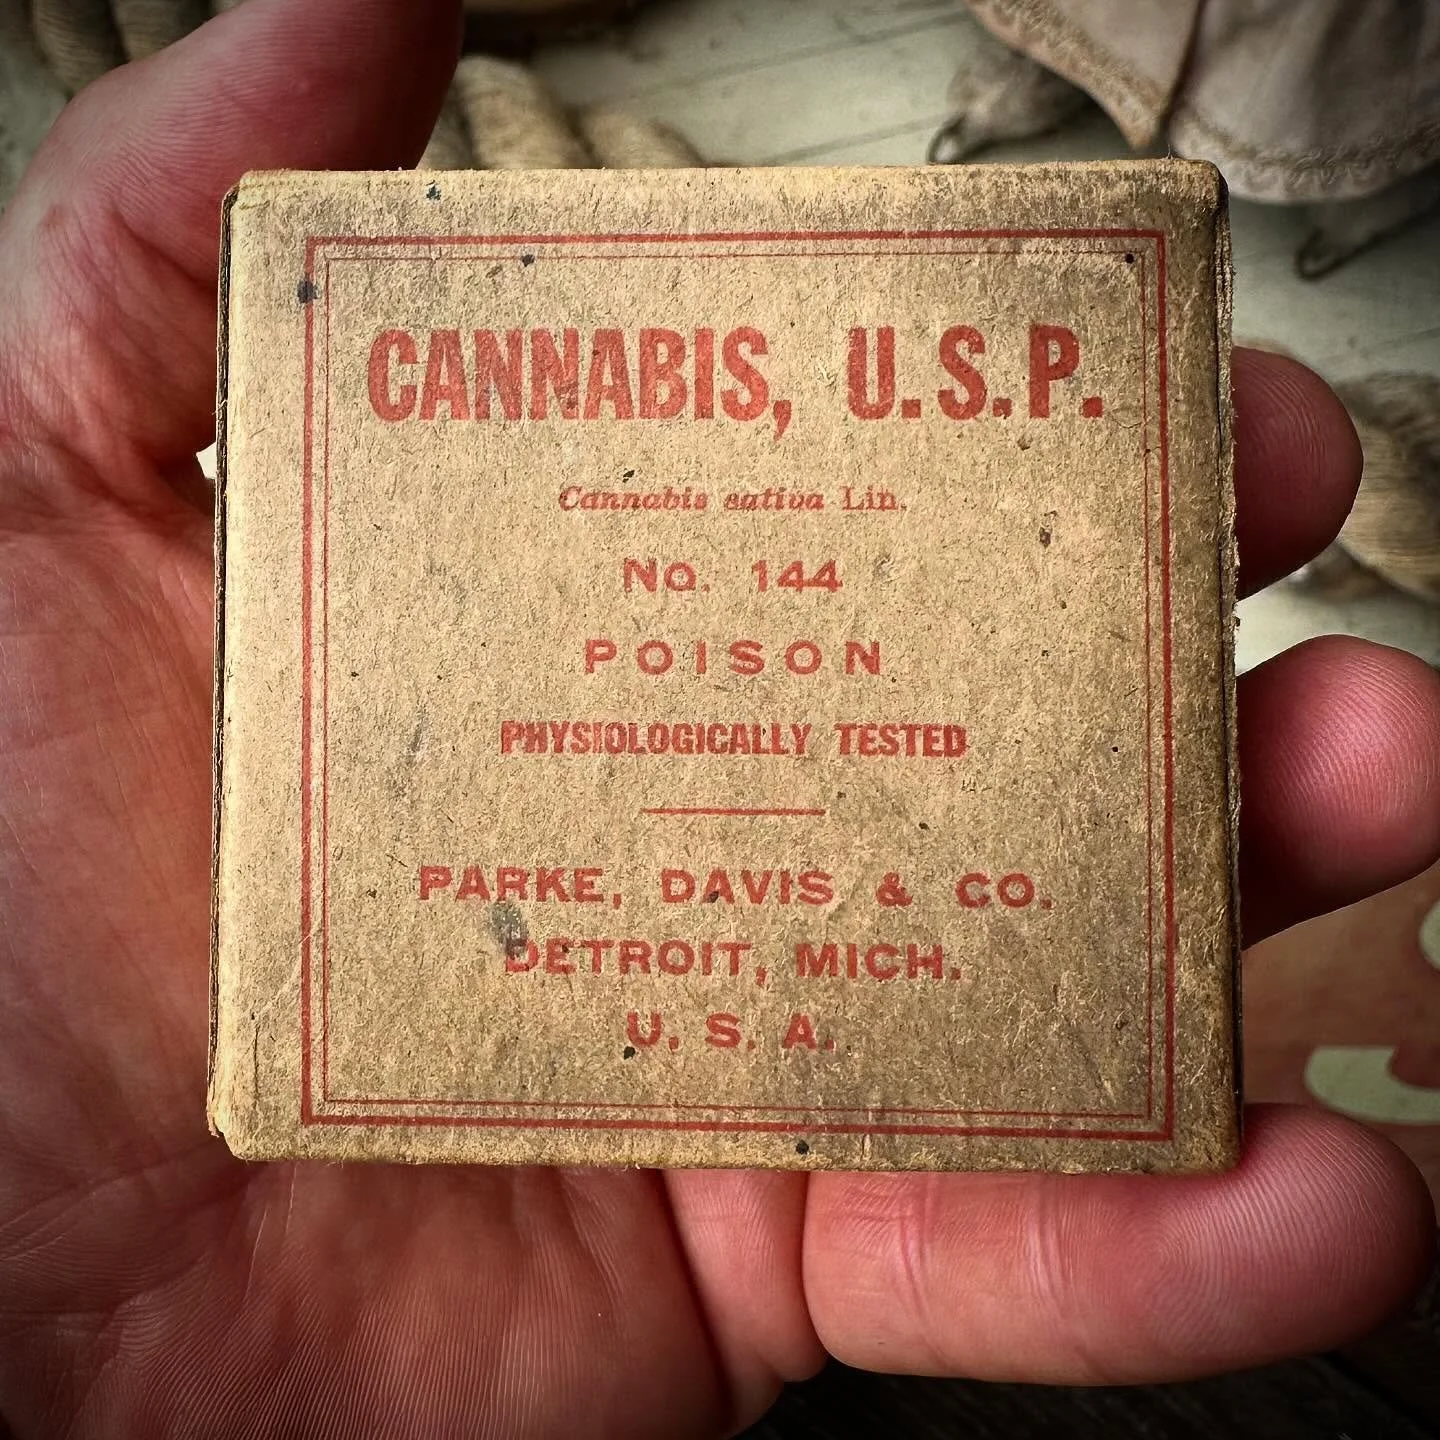 CANNABIS, U.S.P.
Cannabis sativa Lin.
No. 144
POISON
PHYSIOLOGICALLY TESTED
PARKE, DAVIS & CO.
DETROIT, MICH.
U. S. A.